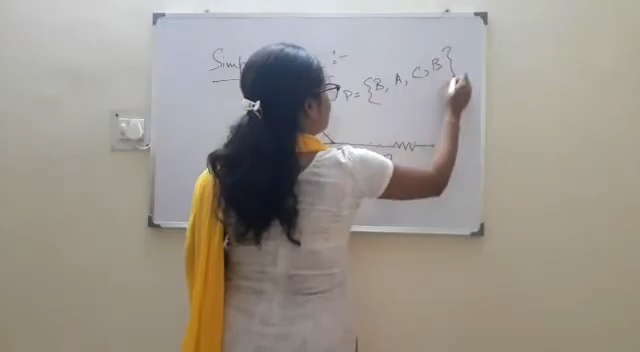 Simp :-
P = {B, A, C, B}